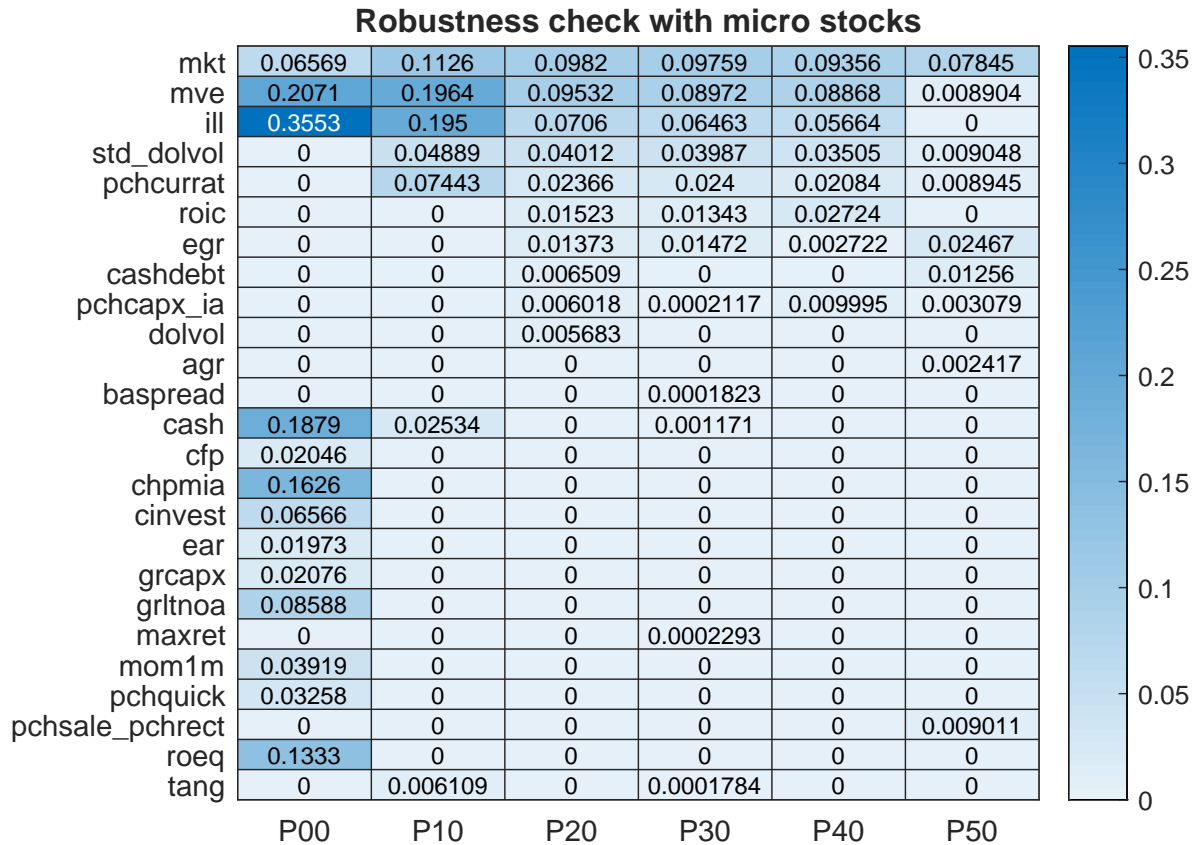 Robustness check with micro stocks
mkt 0.06569 0.1126 0.0982 0.09759 0.09356 0.07845
mve 0.2071 0.1964 0.09532 0.08972 0.08868 0.008904
ill 0.3553 0.195 0.0706 0.06463 0.05664 0
std_dolvol 0 0.04889 0.04012 0.03987 0.03505 0.009048
pchcurrat 0 0.07443 0.02366 0.024 0.02084 0.008945
roic 0 0 0.01523 0.01343 0.02724 0
egr 0 0 0.01373 0.01472 0.002722 0.02467
cashdebt 0 0 0.006509 0 0 0.01256
pchcapx_ia 0 0 0.006018 0.0002117 0.009995 0.003079
dolvol 0 0 0.005683 0 0 0
agr 0 0 0 0 0 0.002417
baspread 0 0 0 0.0001823 0 0
cash 0.1879 0.02534 0 0.001171 0 0
cfp 0.02046 0 0 0 0 0
chpmia 0.1626 0 0 0 0 0
cinvest 0.06566 0 0 0 0 0
ear 0.01973 0 0 0 0 0
grcapx 0.02076 0 0 0 0 0
grltnoa 0.08588 0 0 0 0 0
maxret 0 0 0 0.0002293 0 0
mom1m 0.03919 0 0 0 0 0
pchquick 0.03258 0 0 0 0 0
pchsale_pchrect 0 0 0 0 0 0.009011
roeq 0.1333 0 0 0 0 0
tang 0 0.006109 0 0.0001784 0 0
P00 P10 P20 P30 P40 P50
0.35
0.3
0.25
0.2
0.15
0.1
0.05
0